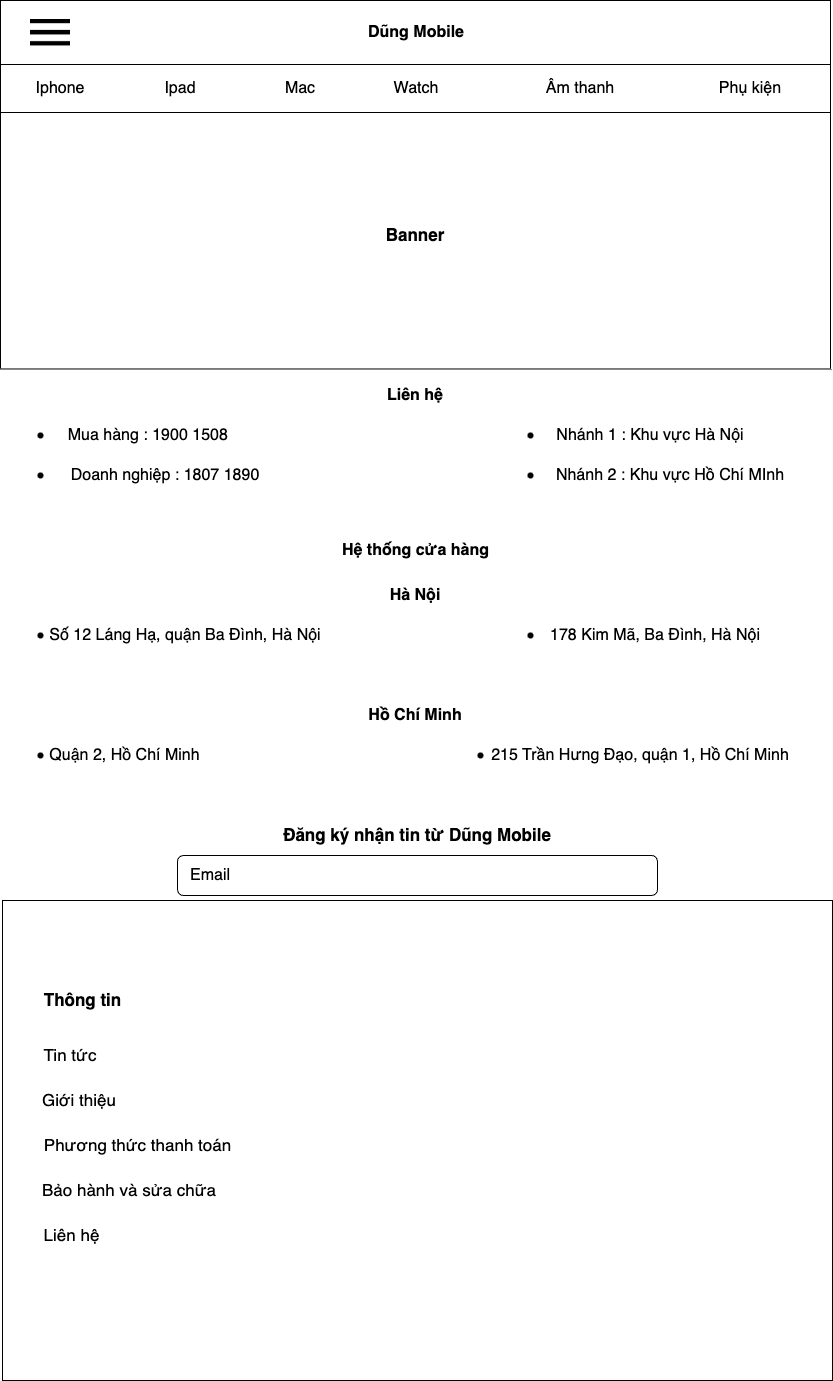 Dũng Mobile
Iphone Ipad Mac Watch Âm thanh Phụ kiện
Banner
Liên hệ
• Mua hàng : 1900 1508 • Nhánh 1 : Khu vực Hà Nội
• Doanh nghiệp : 1807 1890 • Nhánh 2 : Khu vực Hồ Chí MInh
Hệ thống cửa hàng
Hà Nội
• Số 12 Láng Hạ, quận Ba Đình, Hà Nội • 178 Kim Mã, Ba Đình, Hà Nội
Hồ Chí Minh
• Quận 2, Hồ Chí Minh • 215 Trần Hưng Đạo, quận 1, Hồ Chí Minh
Đăng ký nhận tin từ Dũng Mobile
Email
Thông tin
Tin tức
Giới thiệu
Phương thức thanh toán
Bảo hành và sửa chữa
Liên hệ